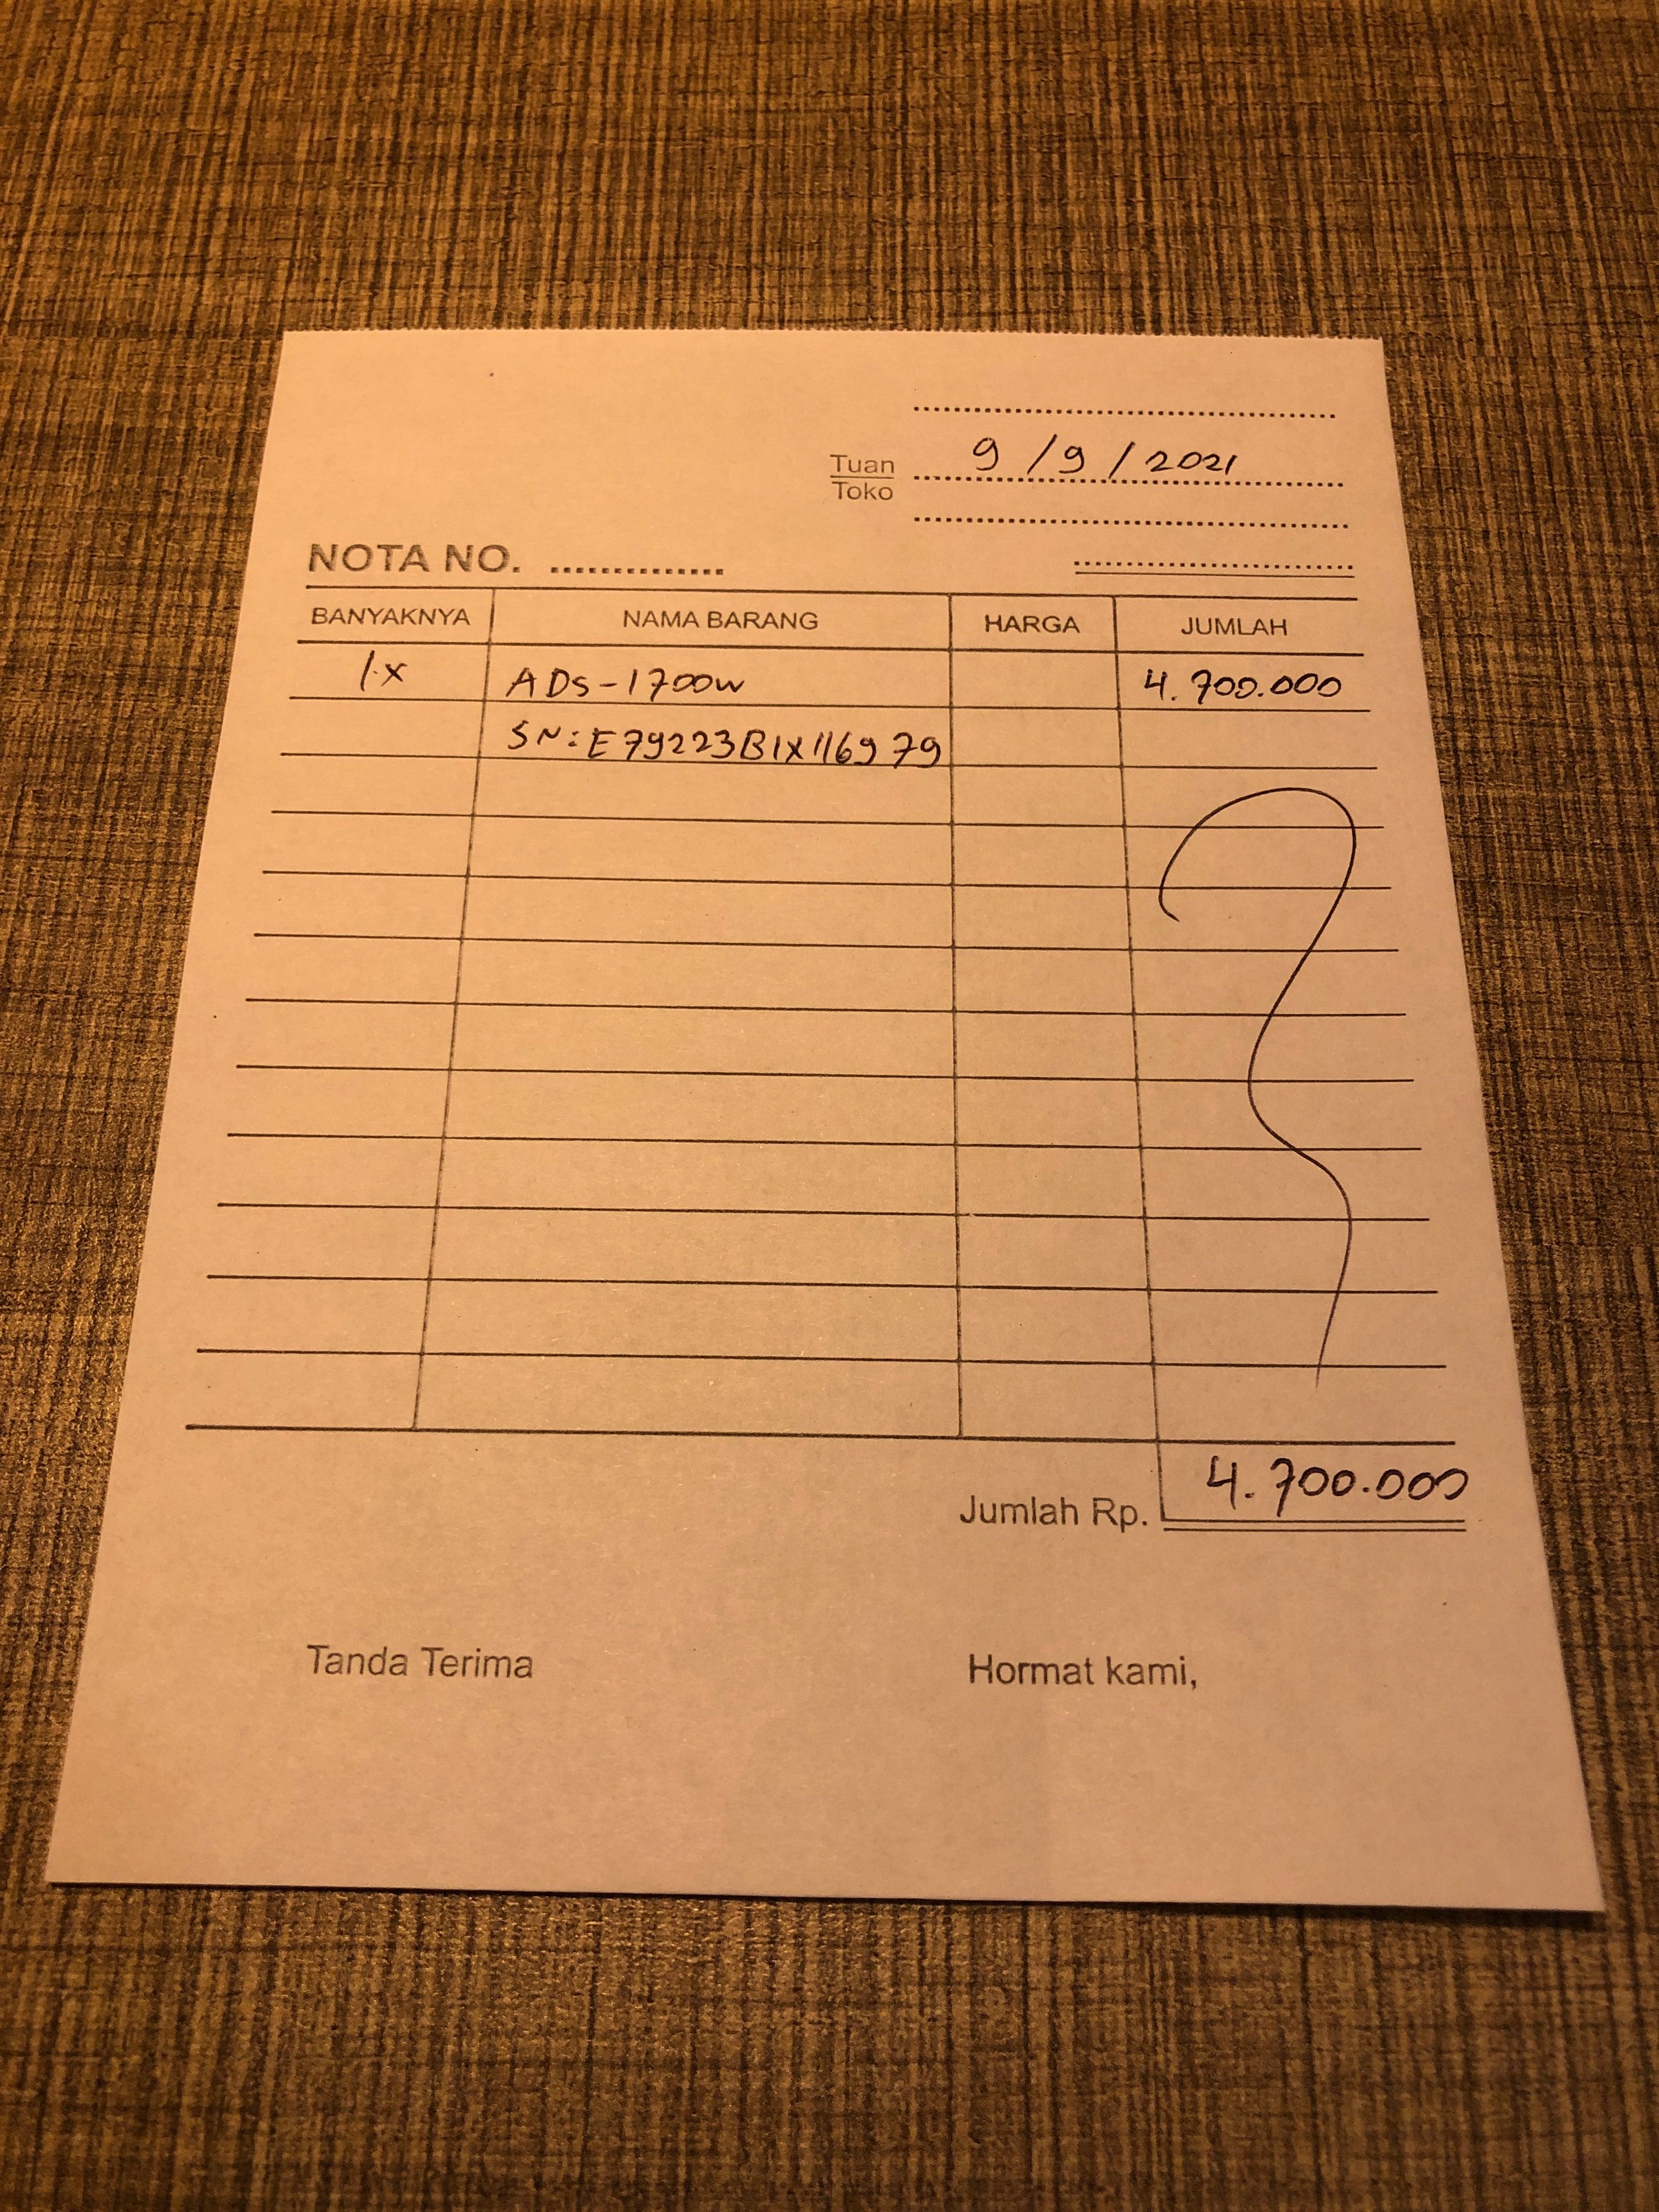 9/9/2021
Tuan
Toko
NOTA NO.
BANYAKNYA NAMA BARANG HARGA JUMLAH
1x ADS-1700W 4.700.000
SN:E79223B1X116979
Jumlah Rp. 4.700.000
Tanda Terima Hormat kami,